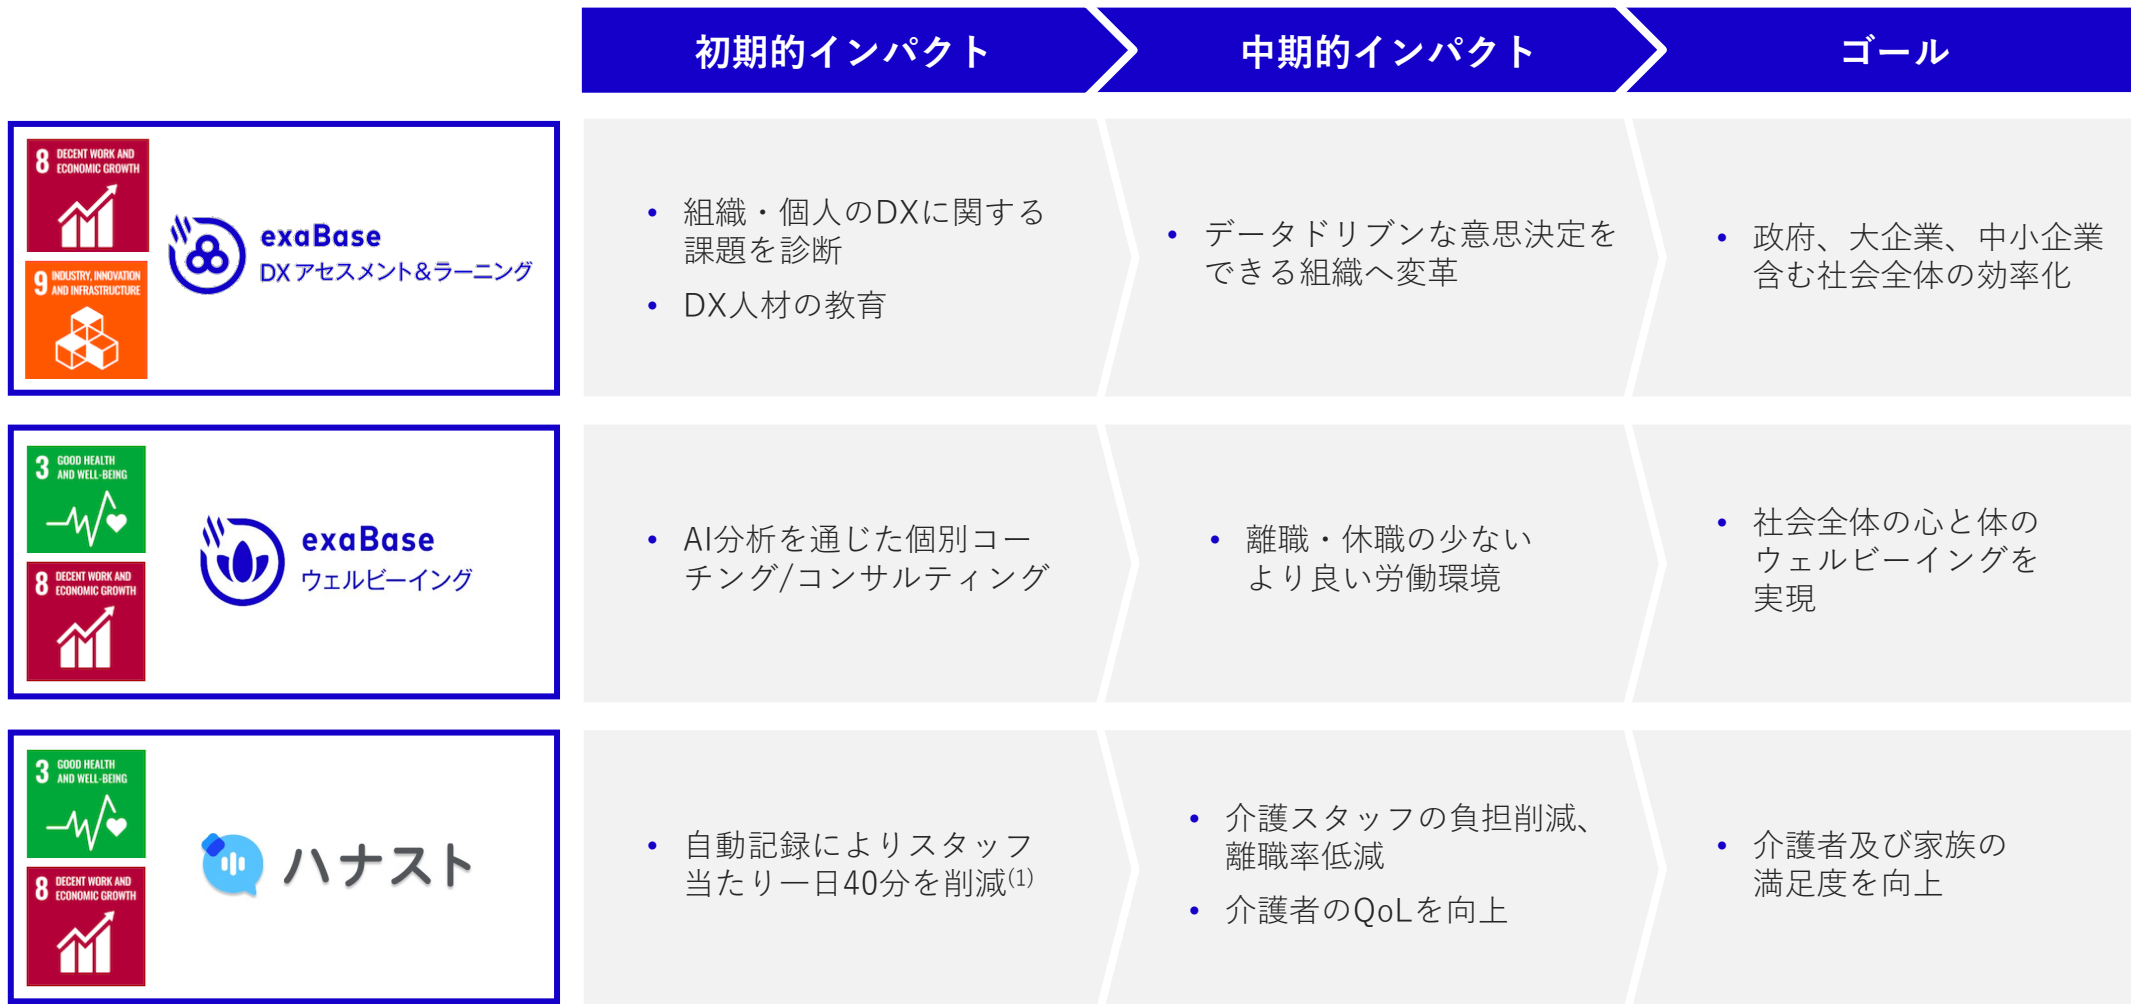 初期的インパクト
中期的インパクト
ゴール
8 DECENT WORK AND
ECONOMIC GROWTH
9 INDUSTRY, INNOVATION
AND INFRASTRUCTURE
exaBase
DXアセスメント&ラーニング
• 組織・個人のDXに関する
課題を診断
• DX人材の教育
• データドリブンな意思決定を
できる組織へ変革
• 政府、大企業、中小企業
含む社会全体の効率化
3 GOOD HEALTH
AND WELL-BEING
8 DECENT WORK AND
ECONOMIC GROWTH
exaBase
ウェルビーイング
• AI分析を通じた個別コー
チング/コンサルティング
• 離職・休職の少ない
より良い労働環境
• 社会全体の心と体の
ウェルビーイングを
実現
3 GOOD HEALTH
AND WELL-BEING
8 DECENT WORK AND
ECONOMIC GROWTH
ハナスト
• 自動記録によりスタッフ
当たり一日40分を削減(1)
• 介護スタッフの負担削減、
離職率低減
• 介護者のQoLを向上
• 介護者及び家族の
満足度を向上